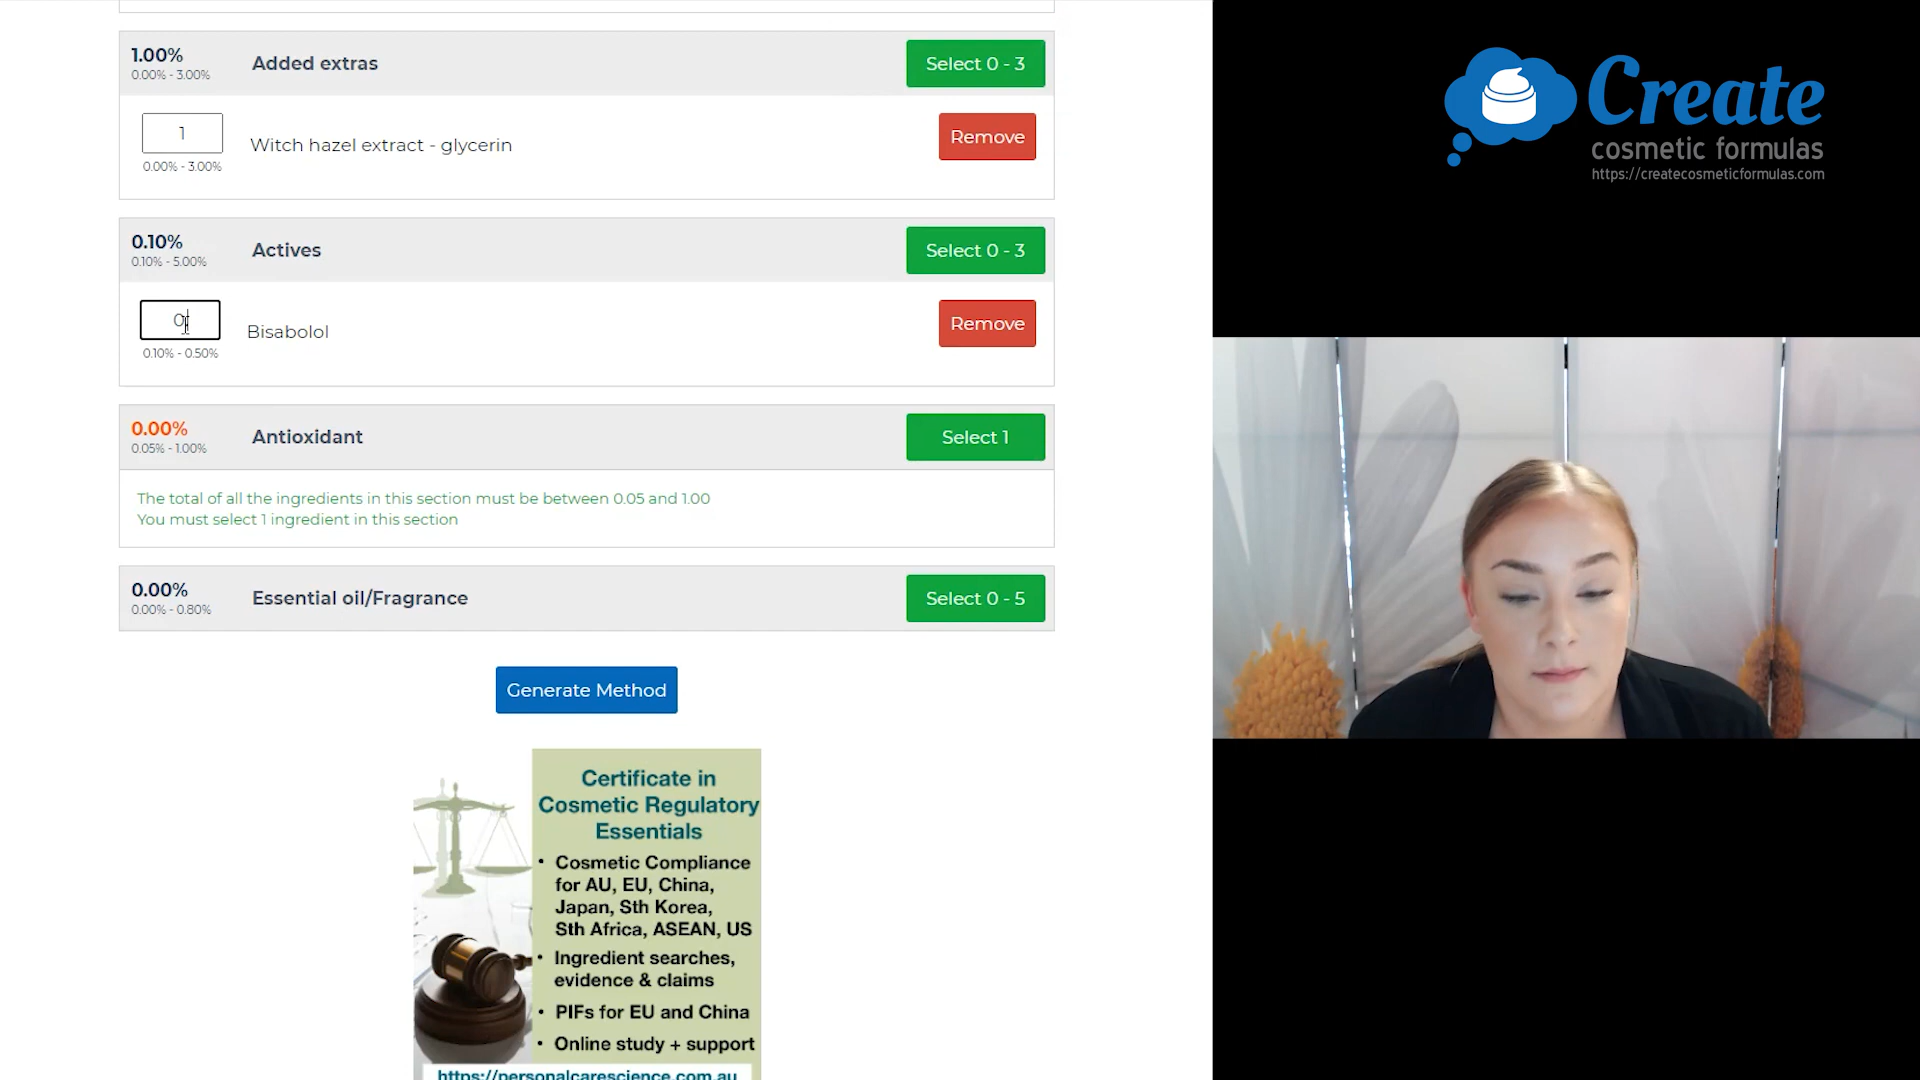 1.00%
0.00% - 3.00%
Added extras
Select 0 - 3
1
0.00% - 3.00%
Witch hazel extract - glycerin
Remove
0.10%
0.10% - 5.00%
Actives
Select 0 - 3
0
0.10% - 0.50%
Bisabolol
Remove
0.00%
0.05% - 1.00%
Antioxidant
Select 1
The total of all the ingredients in this section must be between 0.05 and 1.00
You must select 1 ingredient in this section
0.00%
0.00% - 0.80%
Essential oil/Fragrance
Select 0 - 5
Generate Method
Certificate in
Cosmetic Regulatory
Essentials
• Cosmetic Compliance
for AU, EU, China,
Japan, Sth Korea,
Sth Africa, ASEAN, US
• Ingredient searches,
evidence & claims
• PIFs for EU and China
• Online study + support
https://personalcarescience.com.au
Create
cosmetic formulas
https://createcosmeticformulas.com